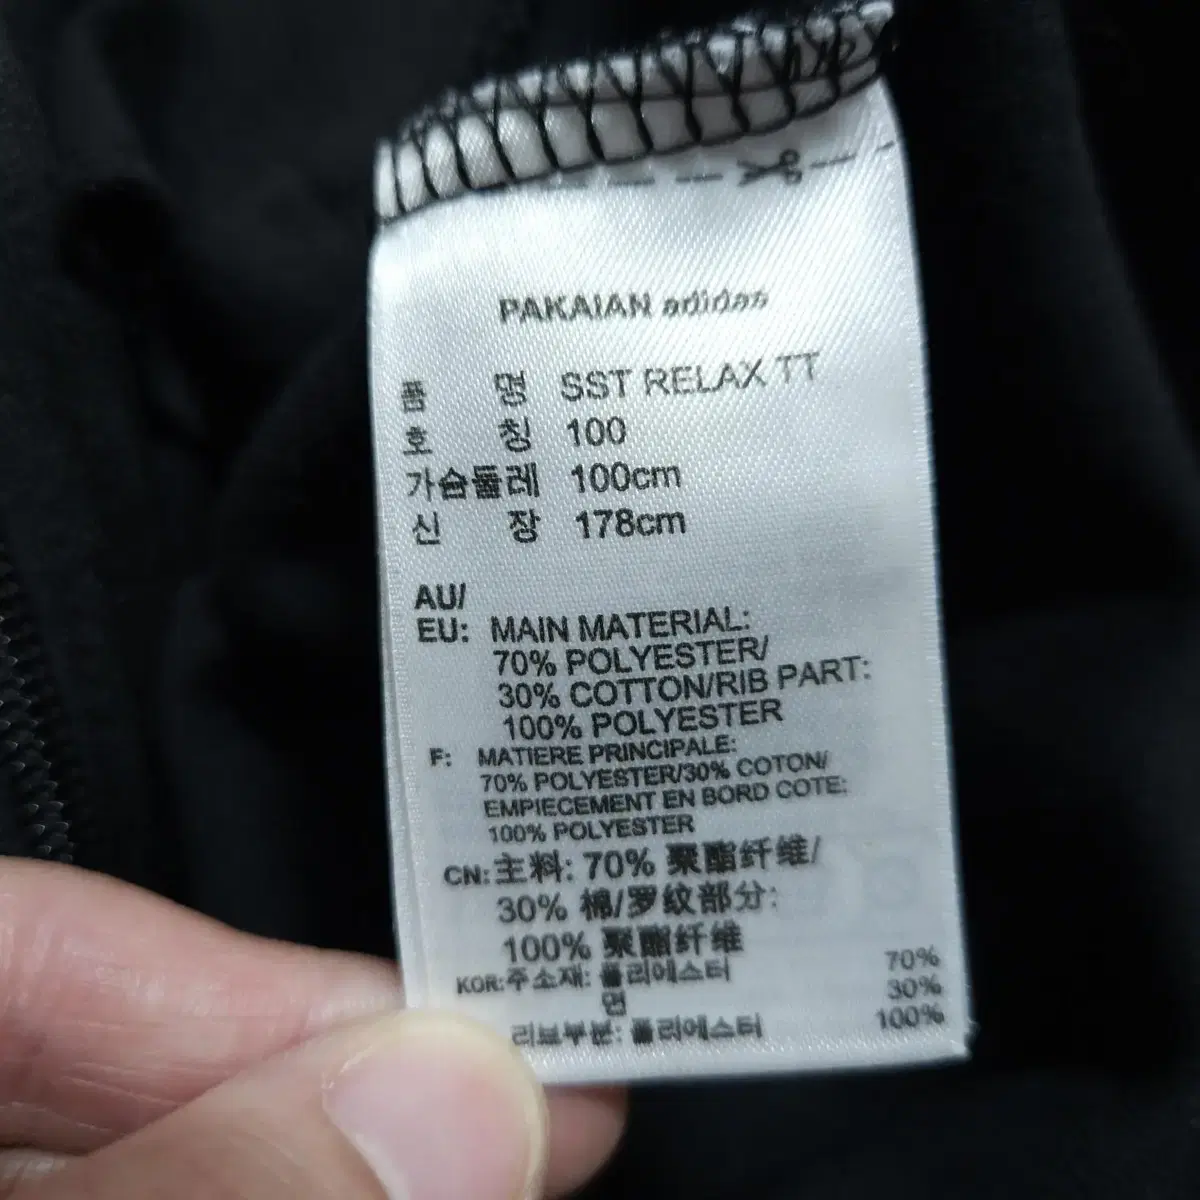 PAKAIAN adidas
품 명 SST RELAX TT
호 칭 100
가슴둘레 100cm
신 장 178cm
AU/
EU: MAIN MATERIAL:
70% POLYESTER/
30% COTTON/RIB PART:
100% POLYESTER
F: MATIERE PRINCIPALE:
70% POLYESTER/30% COTON/
EMPIECEMENT EN BORD COTE:
100% POLYESTER
CN:主料: 70% 聚酯纤维/
30% 棉/罗纹部分:
100% 聚酯纤维
KOR:주소재: 폴리에스터 70%
면 30%
리브부분: 폴리에스터 100%